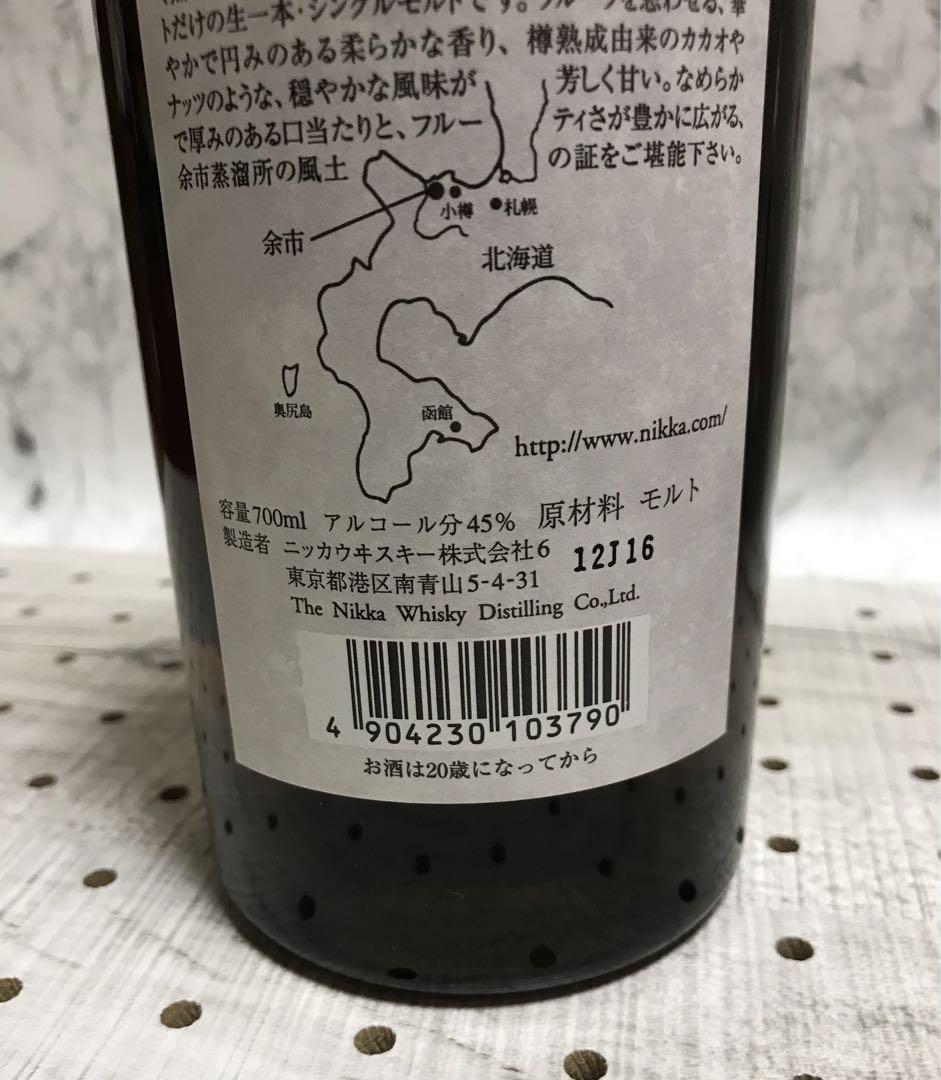 トだけの生一本・シングルモルトです。フルーツを思わせる、華
やかで円みのある柔らかな香り、樽熟成由来のカカオや
ナッツのような、穏やかな風味が 芳しく甘い。なめらか
で厚みのある口当たりと、フルー ティさが豊かに広がる、
余市蒸溜所の風土 の証をご堪能下さい。
小樽 札幌
余市
北海道
奥尻島
函館
http://www.nikka.com/
容量700ml アルコール分45% 原材料 モルト
製造者 ニッカウヰスキー株式会社6 12J16
東京都港区南青山5-4-31
The Nikka Whisky Distilling Co.,Ltd.
4 904230 103790
お酒は20歳になってから